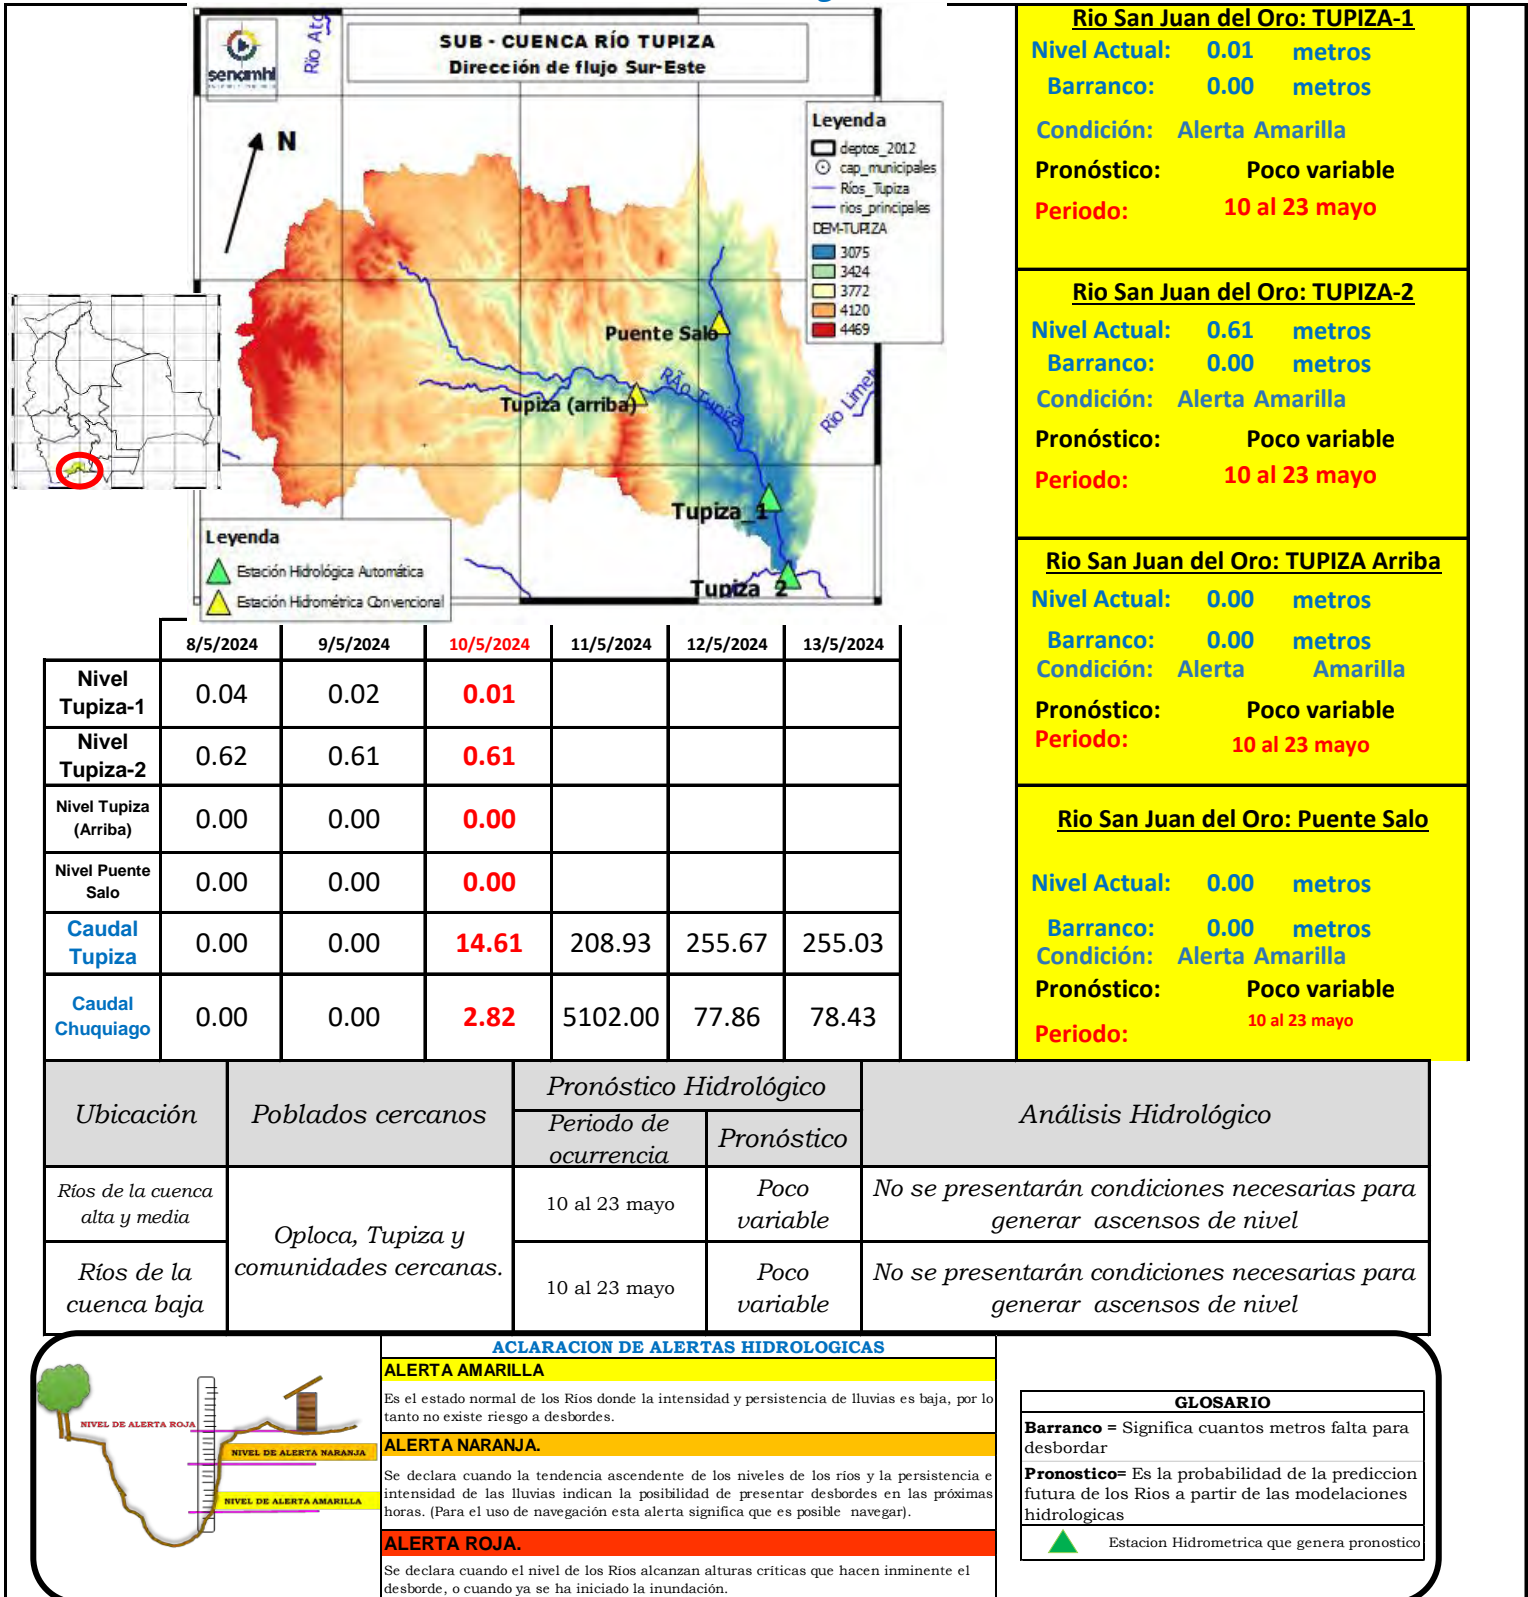 senamhi
Río Ato
SUB - CUENCA RÍO TUPIZA
Dirección de flujo Sur-Este
N
Leyenda
deptos_2012
cap_municipales
Ríos_Tupiza
rios_principales
DEM-TUPIZA
3075
3424
3772
4120
4469
Puente Salo
Tupiza (arriba)
RÃ­o Tupiza
Rio Limet
Tupiza_1
Tupiza_2
Leyenda
Estación Hidrológica Automática
Estación Hidrométrica Convencional
Rio San Juan del Oro: TUPIZA-1
Nivel Actual: 0.01 metros
Barranco: 0.00 metros
Condición: Alerta Amarilla
Pronóstico: Poco variable
Periodo: 10 al 23 mayo
Rio San Juan del Oro: TUPIZA-2
Nivel Actual: 0.61 metros
Barranco: 0.00 metros
Condición: Alerta Amarilla
Pronóstico: Poco variable
Periodo: 10 al 23 mayo
Rio San Juan del Oro: TUPIZA Arriba
Nivel Actual: 0.00 metros
Barranco: 0.00 metros
Condición: Alerta Amarilla
Pronóstico: Poco variable
Periodo: 10 al 23 mayo
Rio San Juan del Oro: Puente Salo
Nivel Actual: 0.00 metros
Barranco: 0.00 metros
Condición: Alerta Amarilla
Pronóstico: Poco variable
Periodo: 10 al 23 mayo
8/5/2024 9/5/2024 10/5/2024 11/5/2024 12/5/2024 13/5/2024
Nivel
Tupiza-1
0.04 0.02 0.01
Nivel
Tupiza-2
0.62 0.61 0.61
Nivel Tupiza
(Arriba)
0.00 0.00 0.00
Nivel Puente
Salo
0.00 0.00 0.00
Caudal
Tupiza
0.00 0.00 14.61 208.93 255.67 255.03
Caudal
Chuquiago
0.00 0.00 2.82 5102.00 77.86 78.43
Ubicación
Poblados cercanos
Pronóstico Hidrológico
Periodo de
ocurrencia
Pronóstico
Análisis Hidrológico
Ríos de la cuenca
alta y media
Oploca, Tupiza y
comunidades cercanas.
10 al 23 mayo
Poco
variable
No se presentarán condiciones necesarias para
generar ascensos de nivel
Ríos de la
cuenca baja
10 al 23 mayo
Poco
variable
No se presentarán condiciones necesarias para
generar ascensos de nivel
NIVEL DE ALERTA ROJA
NIVEL DE ALERTA NARANJA
NIVEL DE ALERTA AMARILLA
ACLARACION DE ALERTAS HIDROLOGICAS
ALERTA AMARILLA
Es el estado normal de los Ríos donde la intensidad y persistencia de lluvias es baja, por lo
tanto no existe riesgo a desbordes.
ALERTA NARANJA.
Se declara cuando la tendencia ascendente de los niveles de los ríos y la persistencia e
intensidad de las lluvias indican la posibilidad de presentar desbordes en las próximas
horas. (Para el uso de navegación esta alerta significa que es posible navegar).
ALERTA ROJA.
Se declara cuando el nivel de los Ríos alcanzan alturas críticas que hacen inminente el
desborde, o cuando ya se ha iniciado la inundación.
GLOSARIO
Barranco = Significa cuantos metros falta para
desbordar
Pronostico= Es la probabilidad de la prediccion
futura de los Rios a partir de las modelaciones
hidrologicas
Estacion Hidrometrica que genera pronostico